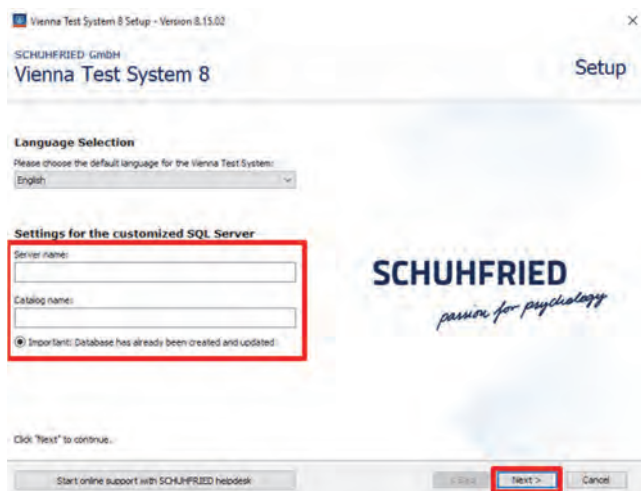 Vienna Test System 8 Setup - Version 8.15.02
SCHUHFRIED GmbH
Vienna Test System 8
Setup
Language Selection
Please choose the default language for the Vienna Test System:
English
Settings for the customized SQL Server
Server name:
Catalog name:
Important: Database has already been created and updated
SCHUHFRIED
passion for psychology
Click "Next" to continue.
Start online support with SCHUHFRIED helpdesk
Next >
Cancel